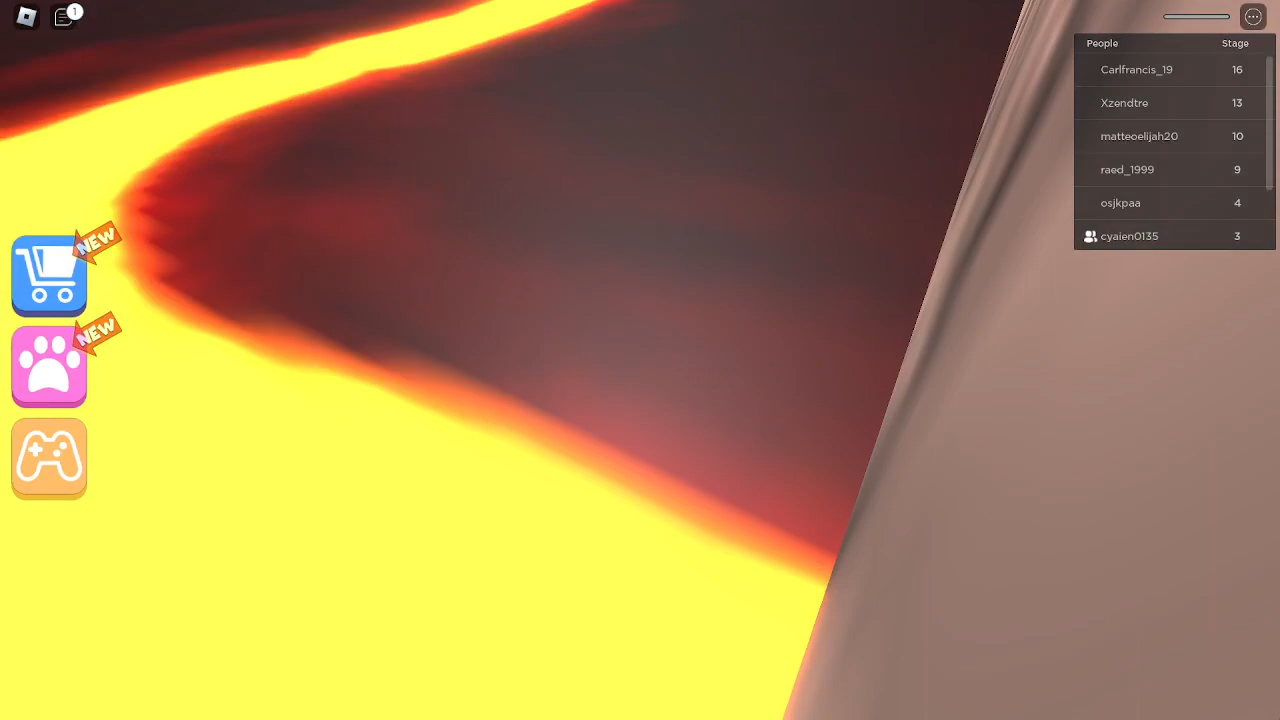 1
People Stage
Carlfrancis_19 16
Xzendtre 13
matteoelijah20 10
raed_1999 9
osjkpaa 4
cyaien0135 3
NEW
NEW